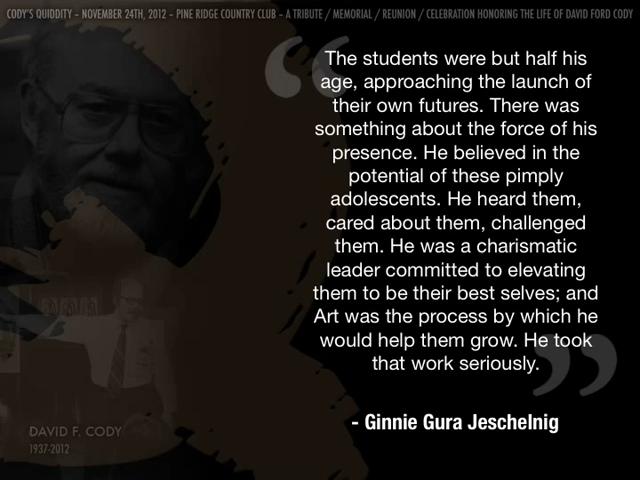 CODY'S QUIDDITY – NOVEMBER 24TH, 2012 – PINE RIDGE COUNTRY CLUB – A TRIBUTE / MEMORIAL / REUNION / CELEBRATION HONORING THE LIFE OF DAVID FORD CODY
“
The students were but half his
age, approaching the launch of
their own futures. There was
something about the force of his
presence. He believed in the
potential of these pimply
adolescents. He heard them,
cared about them, challenged
them. He was a charismatic
leader committed to elevating
them to be their best selves; and
Art was the process by which he
would help them grow. He took
that work seriously.
”
- Ginnie Gura Jeschelnig
DAVID F. CODY
1937-2012